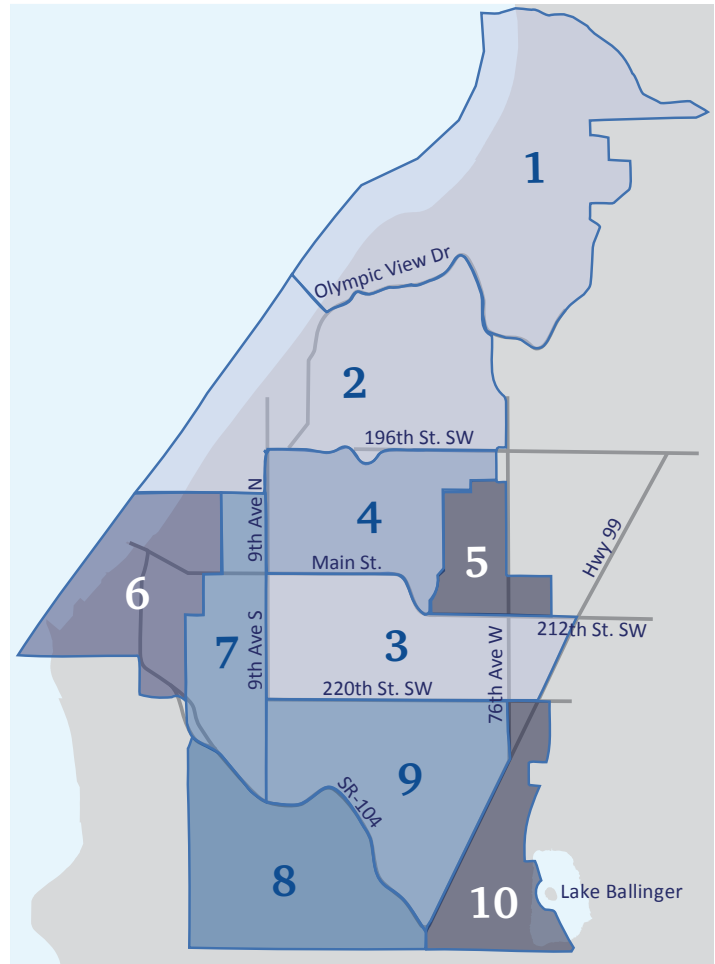 1
Olympic View Dr
2
196th St. SW
9th Ave N
4
Main St.
5
Hwy 99
6
9th Ave S
7
3
76th Ave W
212th St. SW
220th St. SW
9
SR-104
8
10
Lake Ballinger